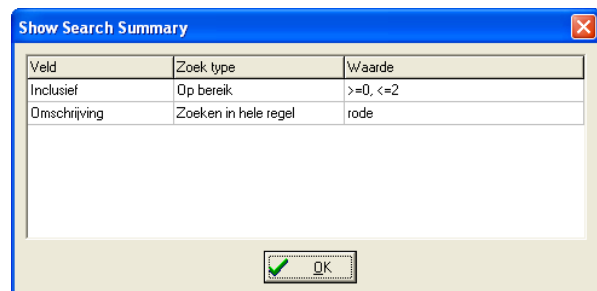 Show Search Summary
Veld Zoek type Waarde
Inclusief Op bereik >=0, <=2
Omschrijving Zoeken in hele regel rode
OK